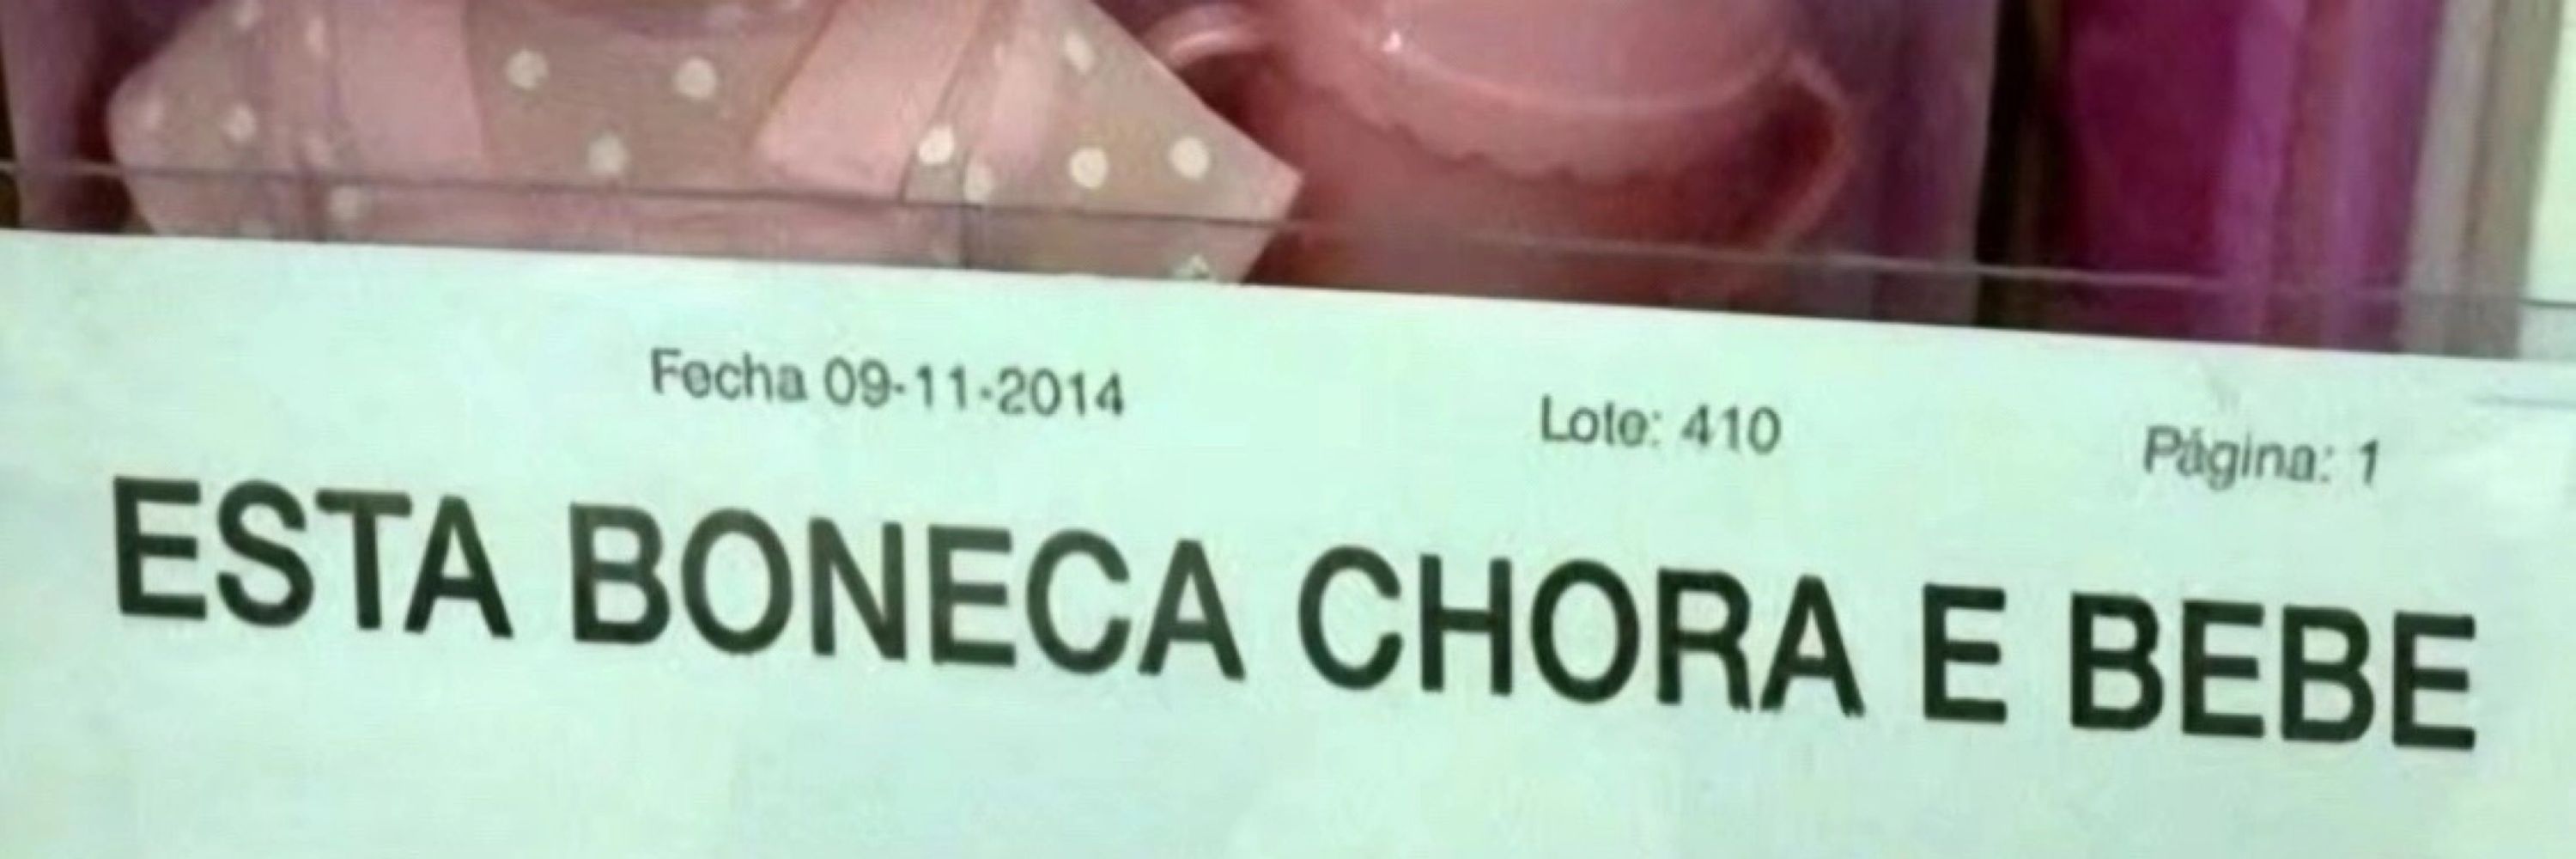 Fecha 09-11-2014 Lote: 410 Página: 1
ESTA BONECA CHORA E BEBE